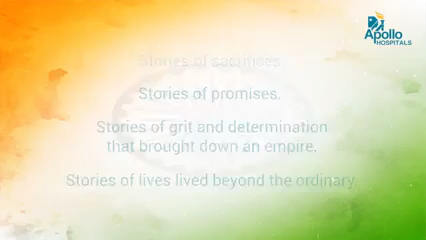 Apollo
HOSPITALS
Stories of sacrifices
Stories of promises.
Stories of grit and determination
that brought down an empire.
Stories of lives lived beyond the ordinary.